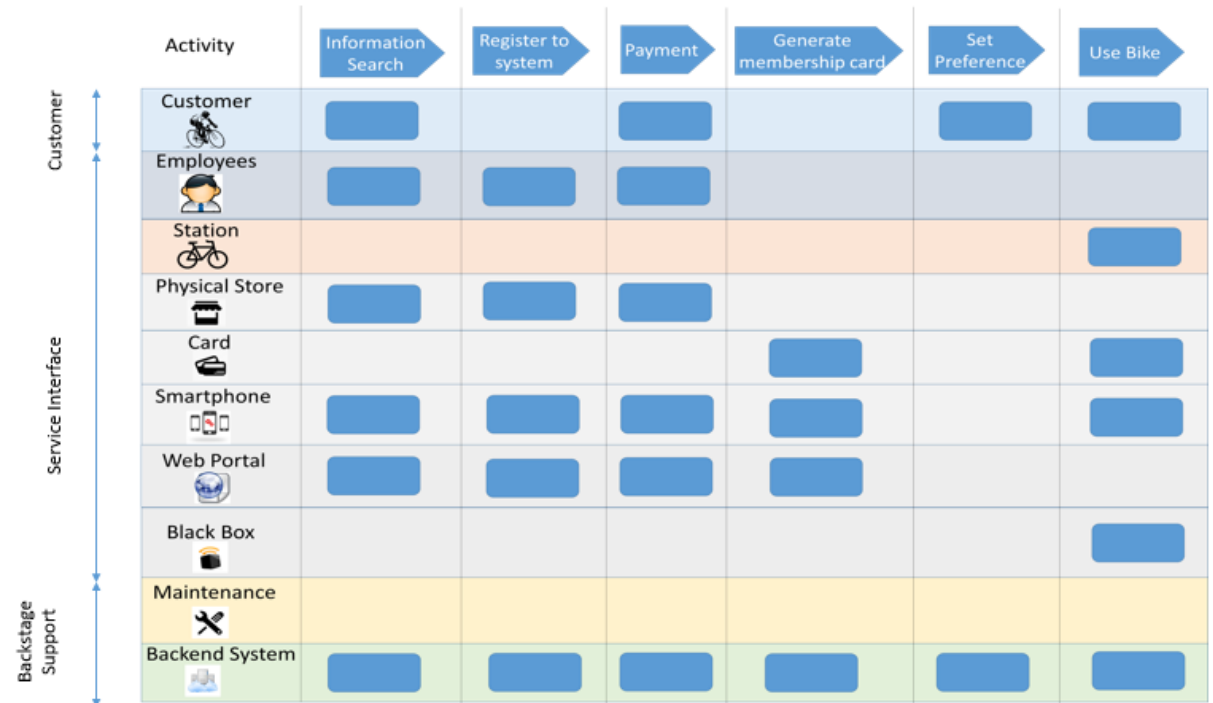 Activity
Information
Search
Register to
system
Payment
Generate
membership card
Set
Preference
Use Bike
Customer
Customer
Employees
Station
Physical Store
Card
Smartphone
Web Portal
Black Box
Service Interface
Maintenance
Backend System
Backstage
Support